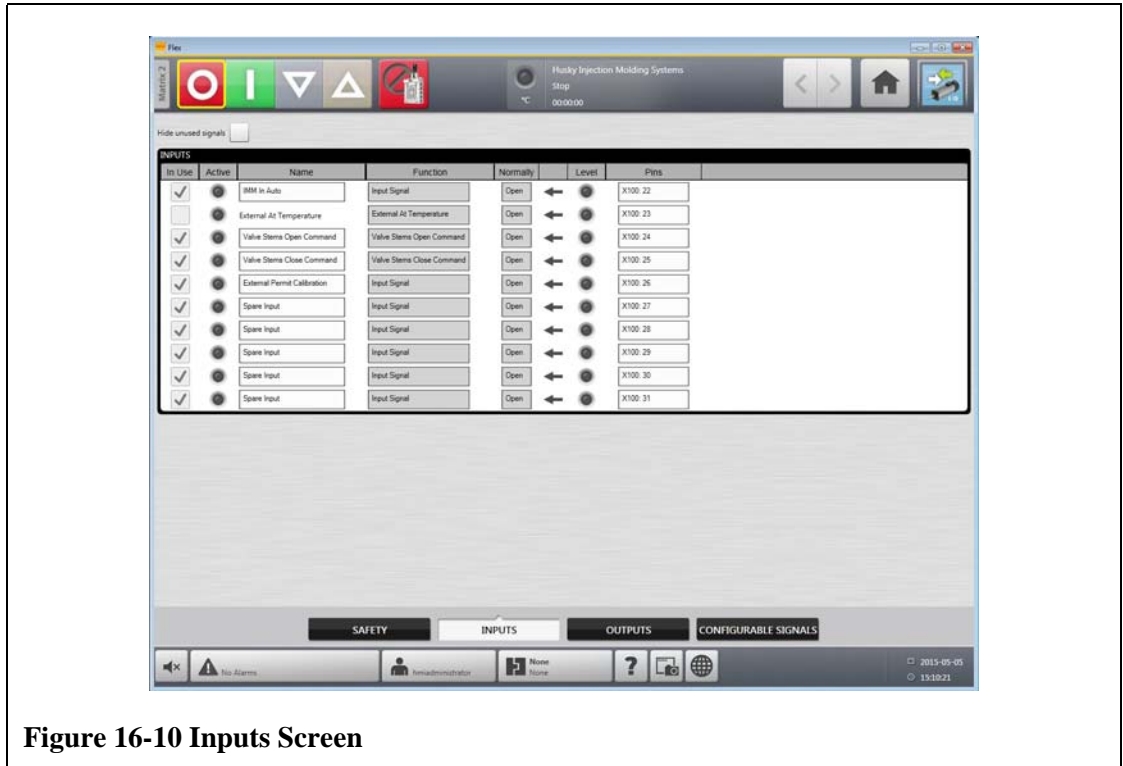 Flex
Matrix 2
Husky Injection Molding Systems
Stop
°C 00:00:00
Hide unused signals
INPUTS
In Use Active Name Function Normally Level Pins
IMM In Auto Input Signal Open X100: 22
External At Temperature External At Temperature Open X100: 23
Valve Stems Open Command Valve Stems Open Command Open X100: 24
Valve Stems Close Command Valve Stems Close Command Open X100: 25
External Permit Calibration Input Signal Open X100: 26
Spare Input Input Signal Open X100: 27
Spare Input Input Signal Open X100: 28
Spare Input Input Signal Open X100: 29
Spare Input Input Signal Open X100: 30
Spare Input Input Signal Open X100: 31
SAFETY INPUTS OUTPUTS CONFIGURABLE SIGNALS
No Alarms hmiadministrator None ? 2015-05-05
None 15:10:21
Figure 16-10 Inputs Screen